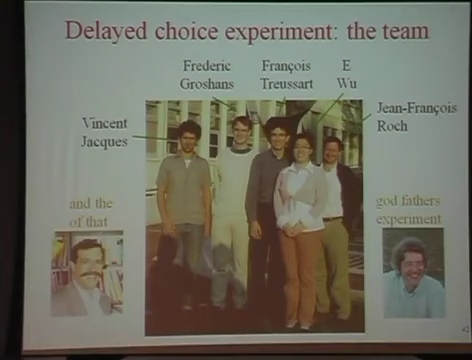 Delayed choice experiment: the team
Frederic
Groshans
François
Treussart
E
Wu
Jean-François
Roch
Vincent
Jacques
and the
of that
god fathers
experiment